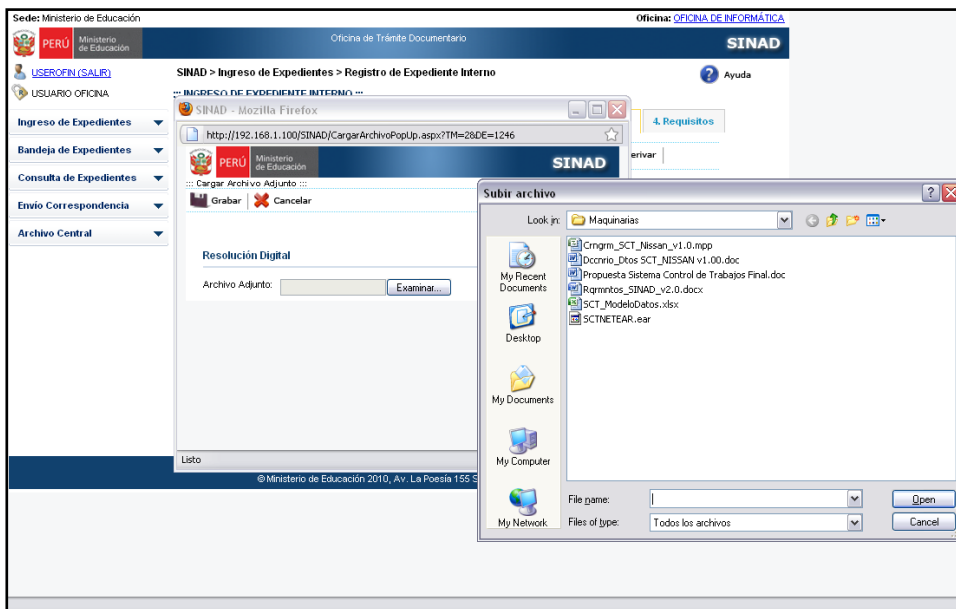 Sede: Ministerio de Educación
Oficina: OFICINA DE INFORMÁTICA
PERÚ Ministerio de Educación
Oficina de Trámite Documentario
SINAD
USEROFIN (SALIR)
SINAD > Ingreso de Expedientes > Registro de Expediente Interno
Ayuda
USUARIO OFICINA
::: INGRESO DE EXPEDIENTE INTERNO :::
Ingreso de Expedientes
Bandeja de Expedientes
Consulta de Expedientes
Envío Correspondencia
Archivo Central
4. Requisitos
erivar
SINAD - Mozilla Firefox
http://192.168.1.100/SINAD/CargarArchivoPopUp.aspx?TM=2&DE=1246
PERÚ Ministerio de Educación
SINAD
::: Cargar Archivo Adjunto :::
Grabar
Cancelar
Resolución Digital
Archivo Adjunto:
Examinar...
Listo
Subir archivo
Look in:
Maquinarias
My Recent Documents
Desktop
My Documents
My Computer
My Network
Crngrm_SCT_Nissan_v1.0.mpp
Dccnrio_Dtos SCT_NISSAN v1.00.doc
Propuesta Sistema Control de Trabajos Final.doc
Rqrmntos_SINAD_v2.0.docx
SCT_ModeloDatos.xlsx
SCTNETEAR.ear
File name:
Open
Files of type:
Todos los archivos
Cancel
© Ministerio de Educación 2010, Av. La Poesía 155 S